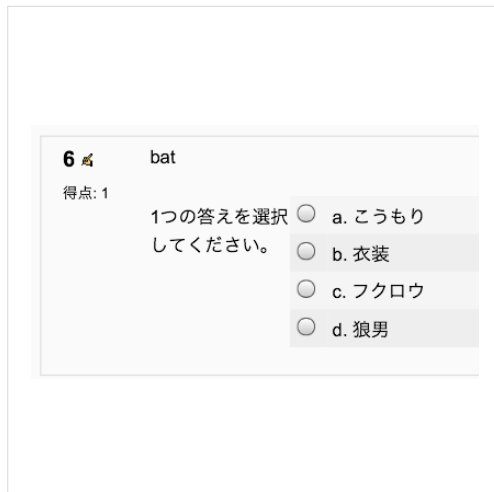 6
bat
得点: 1
1つの答えを選択
してください。
a. こうもり
b. 衣装
c. フクロウ
d. 狼男